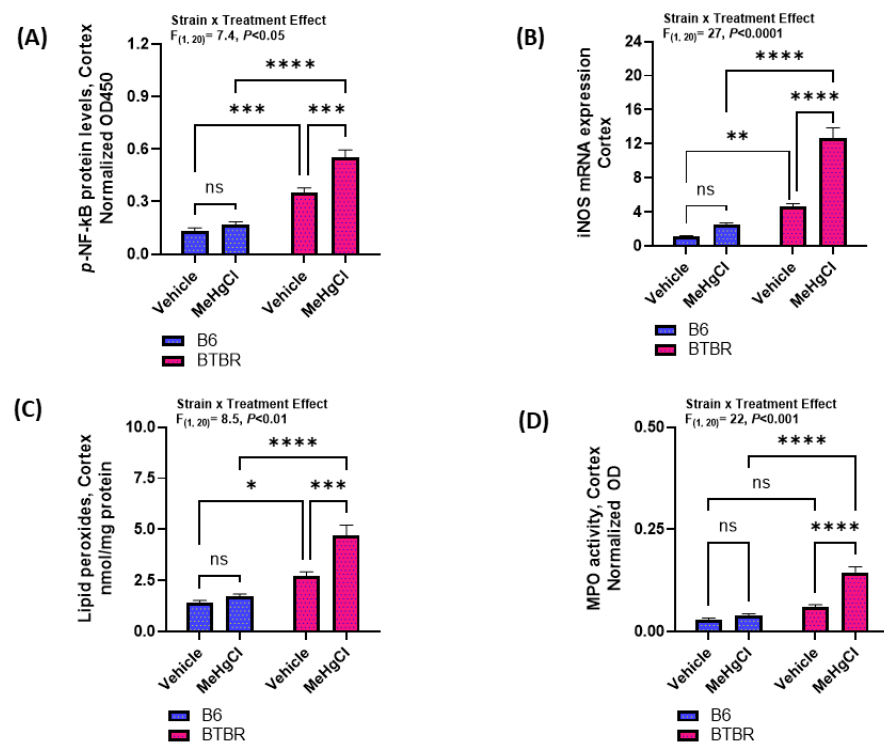 (A)
Strain x Treatment Effect
F(1, 20)= 7.4, P<0.05
p-NF-kB protein levels, Cortex
Normalized OD450
1.2
0.9
0.6
0.3
0.0
****
***
***
ns
Vehicle
MeHgCl
Vehicle
MeHgCl
B6
BTBR
(B)
Strain x Treatment Effect
F(1, 20)= 27, P<0.0001
iNOS mRNA expression
Cortex
24
20
16
12
8
4
0
****
****
**
ns
Vehicle
MeHgCl
Vehicle
MeHgCl
B6
BTBR
(C)
Strain x Treatment Effect
F(1, 20)= 8.5, P<0.01
Lipid peroxides, Cortex
nmol/mg protein
10.0
7.5
5.0
2.5
0.0
****
*
***
ns
Vehicle
MeHgCl
Vehicle
MeHgCl
B6
BTBR
(D)
Strain x Treatment Effect
F(1, 20)= 22, P<0.001
MPO activity, Cortex
Normalized OD
0.50
0.25
0.00
****
ns
****
ns
Vehicle
MeHgCl
Vehicle
MeHgCl
B6
BTBR